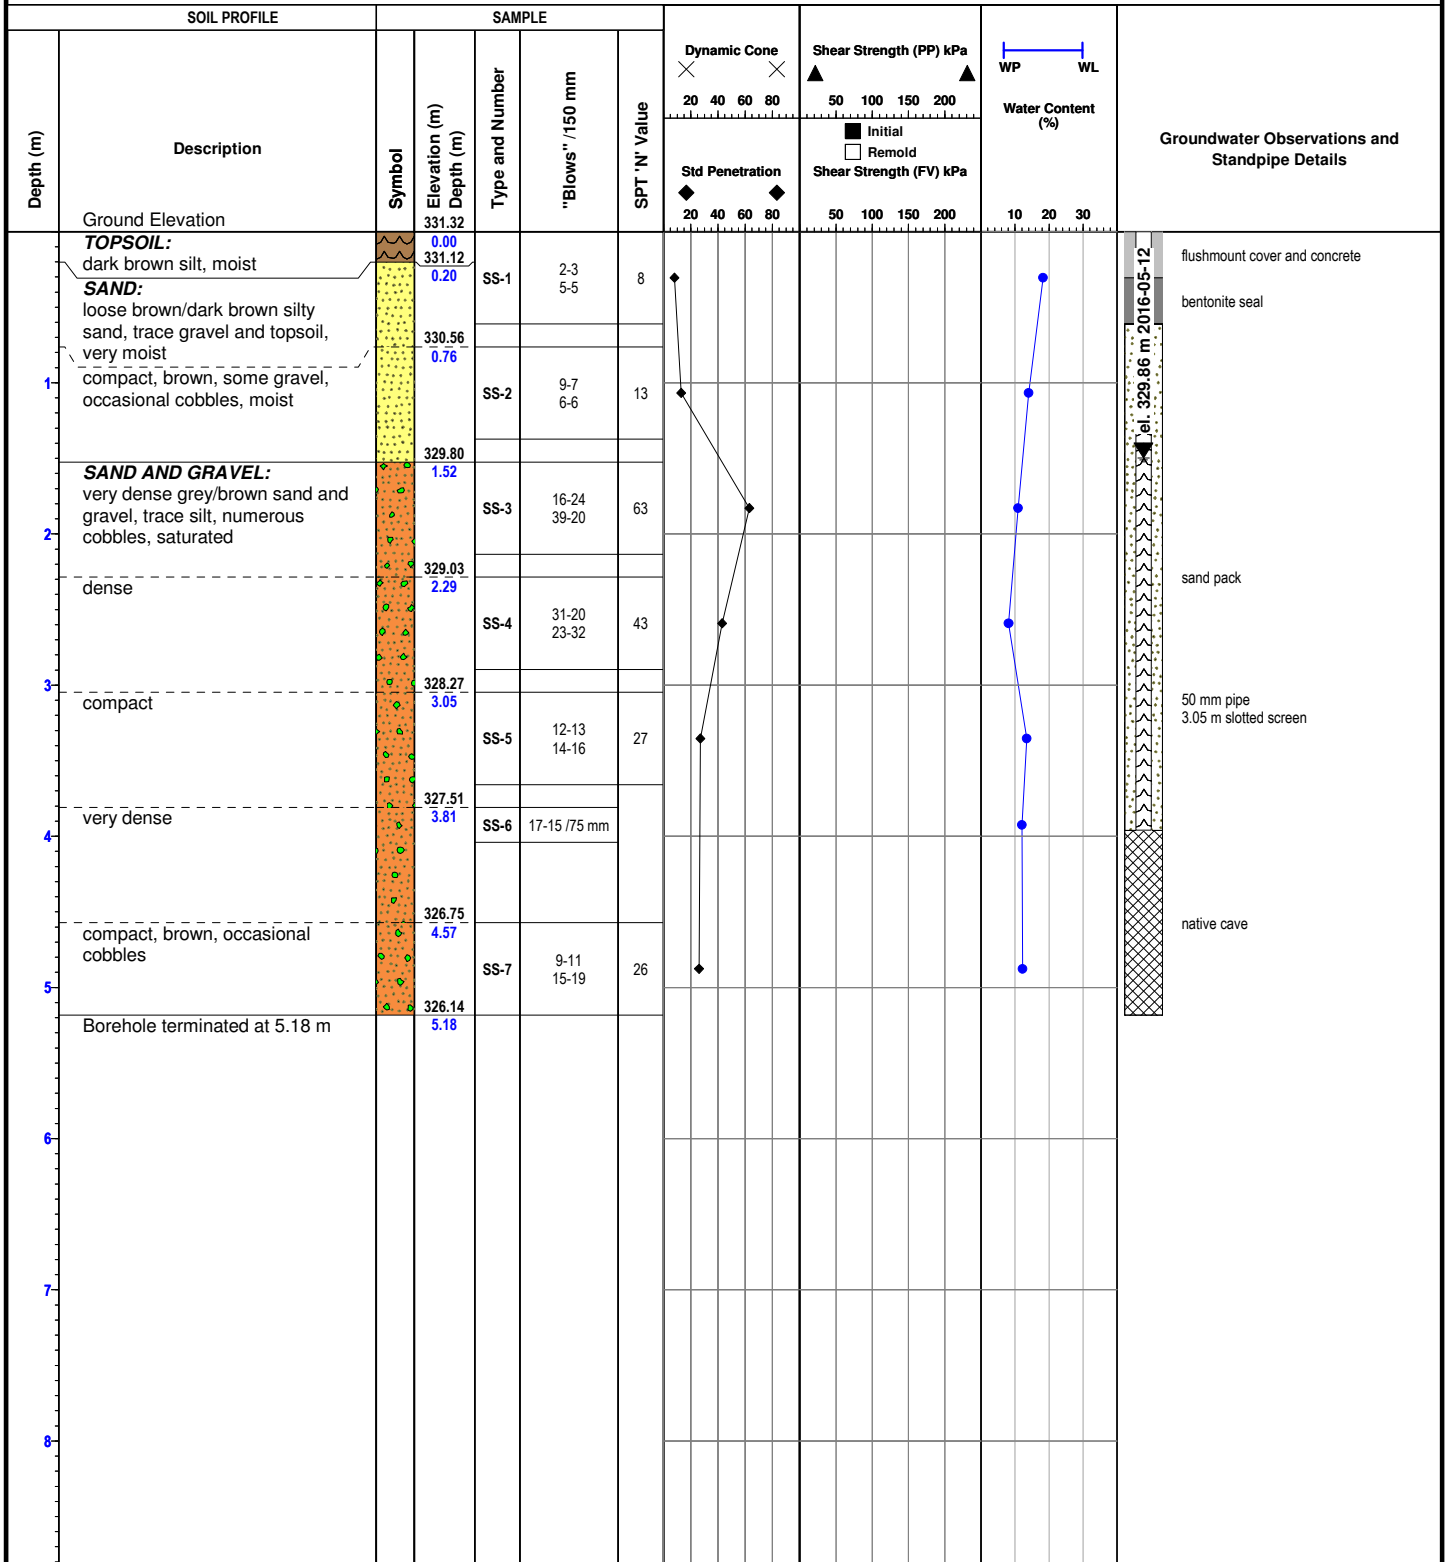 SOIL PROFILE
SAMPLE
Depth (m)
Description
Symbol
Elevation (m)
Depth (m)
Type and Number
"Blows" /150 mm
SPT 'N' Value
Dynamic Cone
20 40 60 80
Std Penetration
20 40 60 80
Shear Strength (PP) kPa
50 100 150 200
Initial
Remold
Shear Strength (FV) kPa
50 100 150 200
WP WL
Water Content
(%)
10 20 30
Groundwater Observations and
Standpipe Details
Ground Elevation
331.32
TOPSOIL:
0.00
dark brown silt, moist
331.12
0.20
SAND:
loose brown/dark brown silty
sand, trace gravel and topsoil,
very moist
SS-1
2-3
5-5
8
330.56
0.76
compact, brown, some gravel,
occasional cobbles, moist
1
SS-2
9-7
6-6
13
329.80
1.52
SAND AND GRAVEL:
very dense grey/brown sand and
gravel, trace silt, numerous
cobbles, saturated
SS-3
16-24
39-20
63
2
329.03
2.29
dense
SS-4
31-20
23-32
43
3
328.27
3.05
compact
SS-5
12-13
14-16
27
327.51
3.81
very dense
SS-6
17-15 /75 mm
4
326.75
4.57
compact, brown, occasional
cobbles
SS-7
9-11
15-19
26
5
326.14
5.18
Borehole terminated at 5.18 m
6
7
8
flushmount cover and concrete
bentonite seal
el. 329.86 m 2016-05-12
sand pack
50 mm pipe
3.05 m slotted screen
native cave